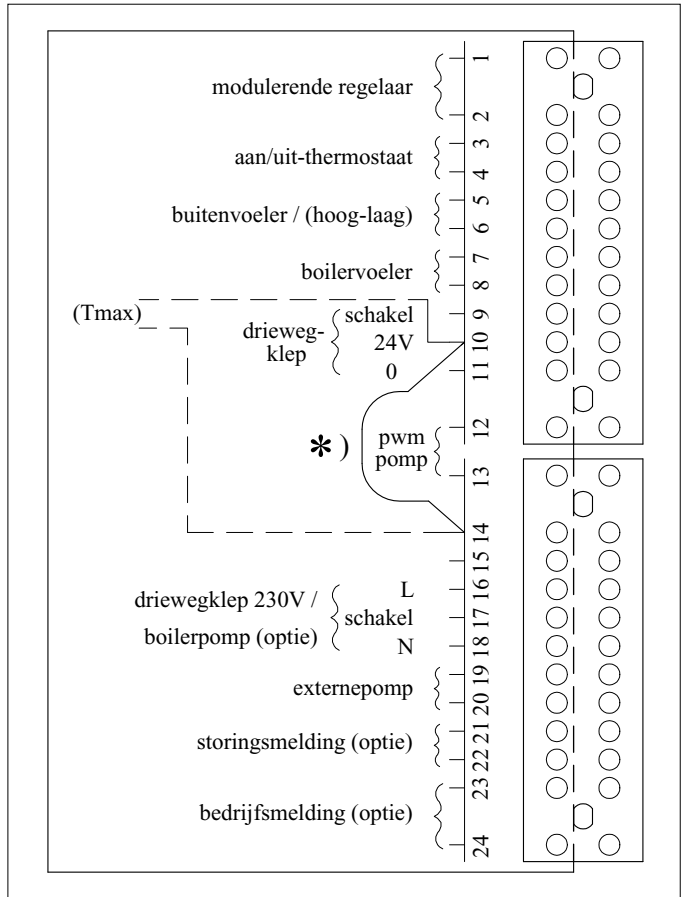 modulerende regelaar
1
2
aan/uit-thermostaat
3
4
buitenvoeler / (hoog-laag)
5
6
boilervoeler
7
8
(Tmax)
drieweg-
klep
schakel
24V
0
9
10
11
*)
pwm
pomp
12
13
14
15
driewegklep 230V /
boilerpomp (optie)
L
schakel
N
16
17
18
externepomp
19
20
storingsmelding (optie)
21
22
bedrijfsmelding (optie)
23
24